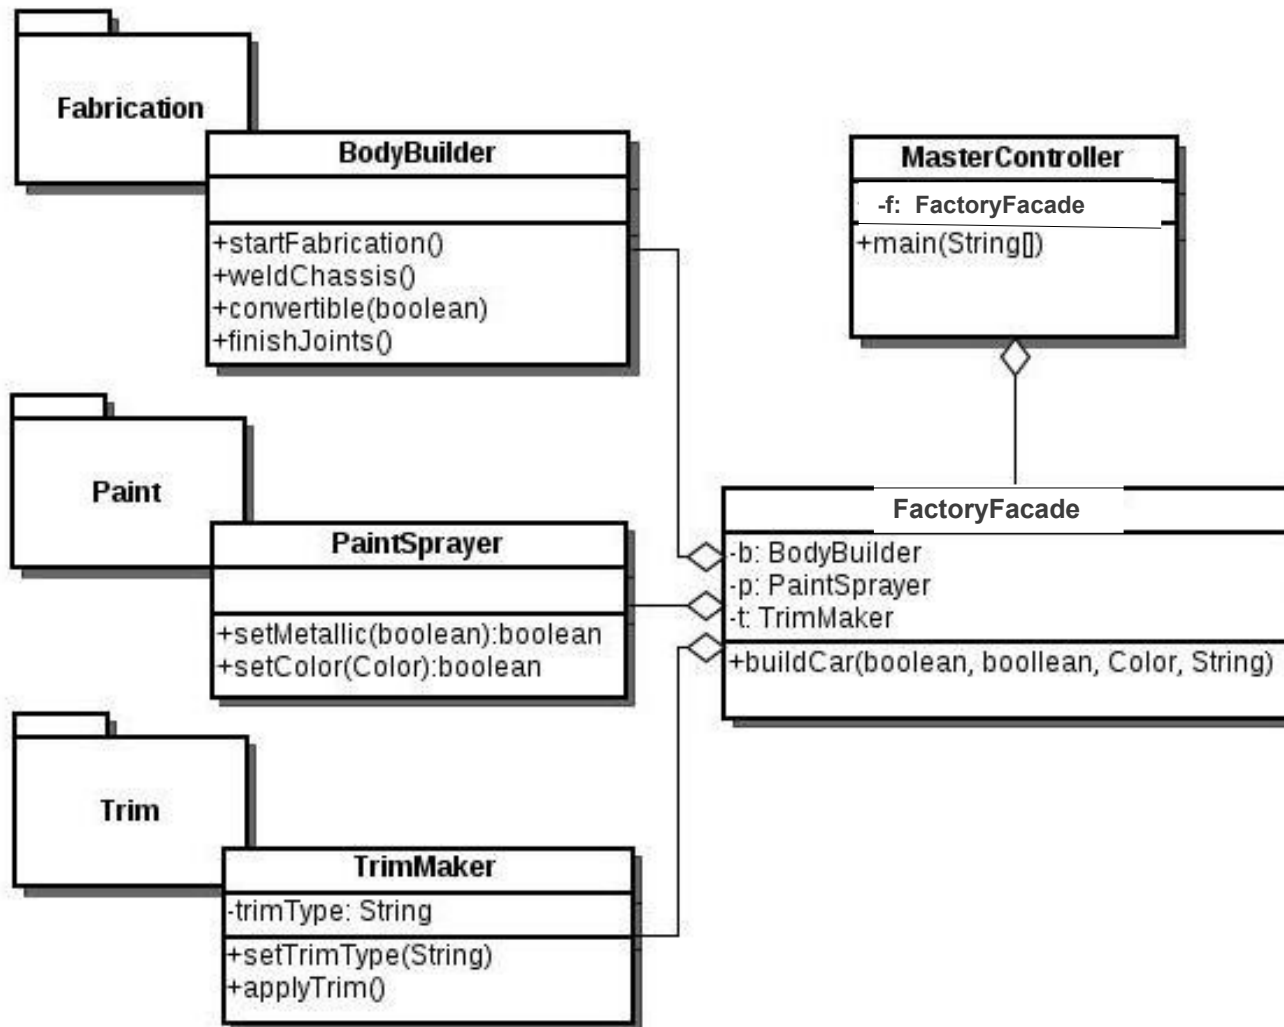 Fabrication
BodyBuilder
+startFabrication()
+weldChassis()
+convertible(boolean)
+finishJoints()
MasterController
-f: FactoryFacade
+main(String[])
Paint
PaintSprayer
+setMetallic(boolean):boolean
+setColor(Color):boolean
FactoryFacade
-b: BodyBuilder
-p: PaintSprayer
-t: TrimMaker
+buildCar(boolean, boollean, Color, String)
Trim
TrimMaker
-trimType: String
+setTrimType(String)
+applyTrim()